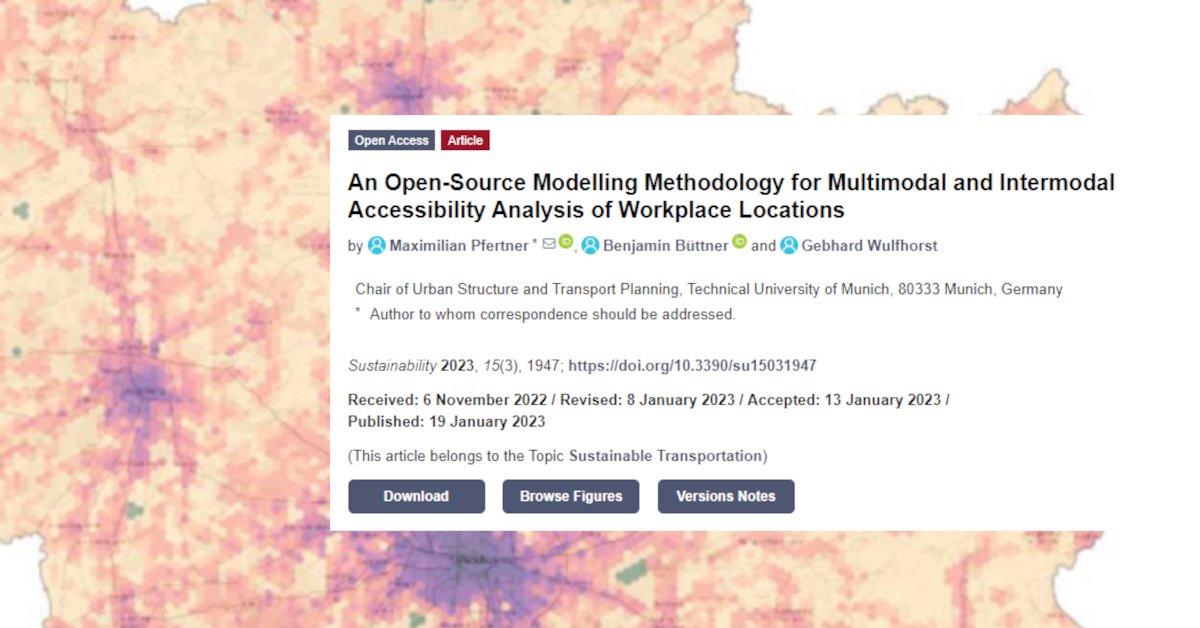 Open Access Article
An Open-Source Modelling Methodology for Multimodal and Intermodal
Accessibility Analysis of Workplace Locations
by Maximilian Pfertner * iD, Benjamin Büttner iD and Gebhard Wulfhorst
Chair of Urban Structure and Transport Planning, Technical University of Munich, 80333 Munich, Germany
* Author to whom correspondence should be addressed.
Sustainability 2023, 15(3), 1947; https://doi.org/10.3390/su15031947
Received: 6 November 2022 / Revised: 8 January 2023 / Accepted: 13 January 2023 /
Published: 19 January 2023
(This article belongs to the Topic Sustainable Transportation)
Download Browse Figures Versions Notes